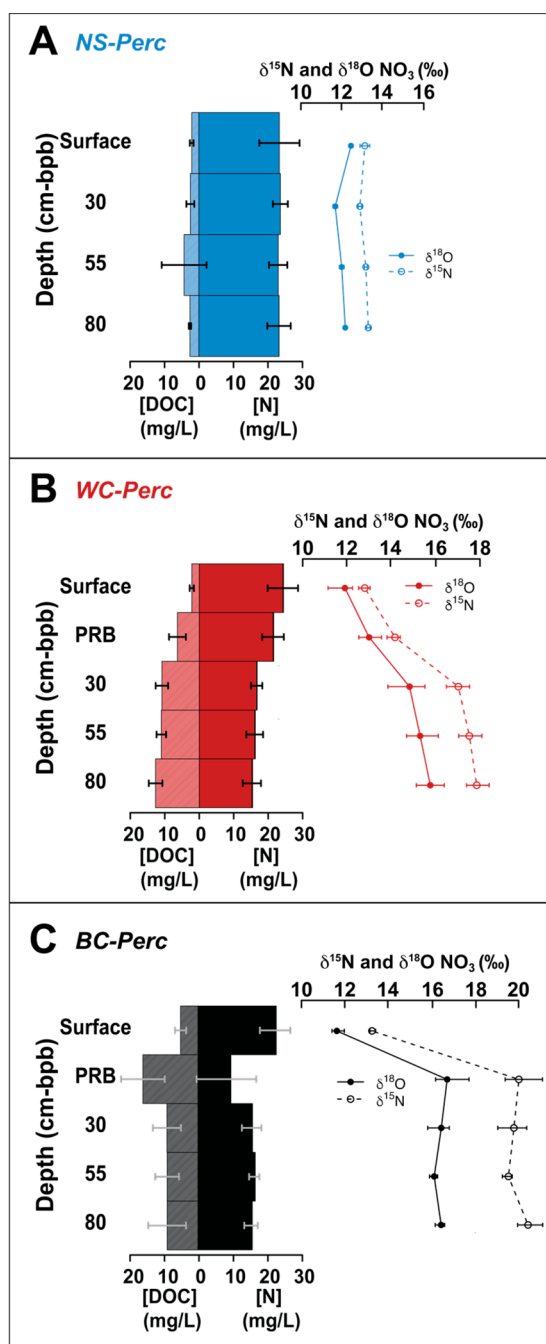 A NS-Perc
δ¹⁵N and δ¹⁸O NO₃ (‰)
10 12 14 16
Depth (cm-bpb)
Surface
30
55
80
δ¹⁸O
δ¹⁵N
20 10 0 10 20 30
[DOC] [N]
(mg/L) (mg/L)
B WC-Perc
δ¹⁵N and δ¹⁸O NO₃ (‰)
10 12 14 16 18
Depth (cm-bpb)
Surface
PRB
30
55
80
δ¹⁸O
δ¹⁵N
20 10 0 10 20 30
[DOC] [N]
(mg/L) (mg/L)
C BC-Perc
δ¹⁵N and δ¹⁸O NO₃ (‰)
10 12 14 16 18 20
Depth (cm-bpb)
Surface
PRB
30
55
80
δ¹⁸O
δ¹⁵N
20 10 0 10 20 30
[DOC] [N]
(mg/L) (mg/L)